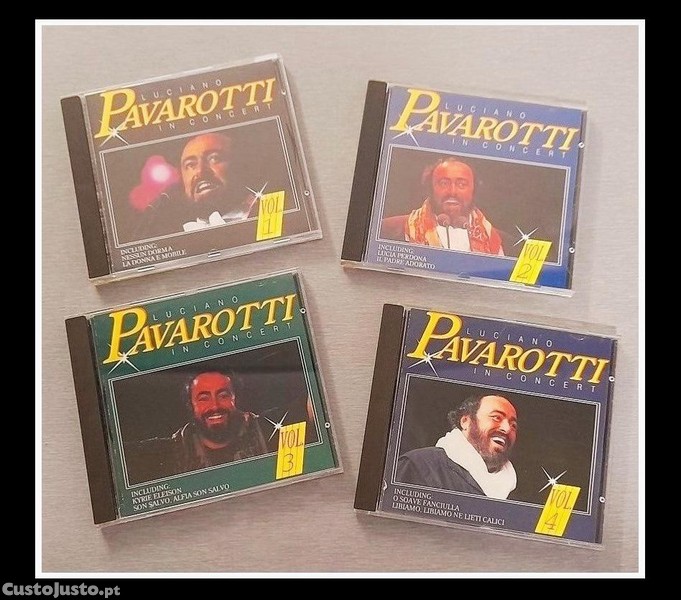 LUCIANO
PAVAROTTI
IN CONCERT
VOL
1
INCLUDING:
NESSUN DORMA
LA DONNA E MOBILE
LUCIANO
PAVAROTTI
IN CONCERT
VOL
2
INCLUDING:
LUCIA PERDONA
IL PADRE ADORATO
LUCIANO
PAVAROTTI
IN CONCERT
VOL
3
INCLUDING:
KYRIE ELEISON
SON SALVO, ALFIA SON SALVO
LUCIANO
PAVAROTTI
IN CONCERT
VOL
4
INCLUDING:
O SOAVE FANCIULLA
LIBIAMO, LIBIAMO NE LIETI CALICI
CustoJusto.pt